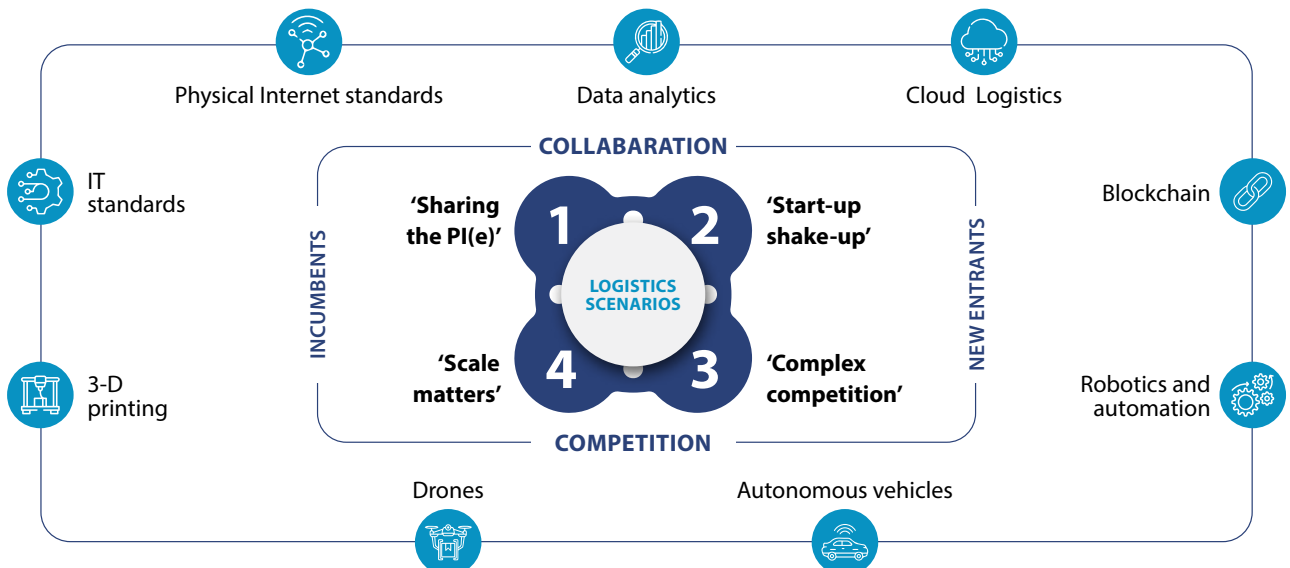 Physical Internet standards
Data analytics
Cloud Logistics
IT
standards
Blockchain
3-D
printing
Robotics and
automation
Drones
Autonomous vehicles
COLLABARATION
INCUMBENTS
NEW ENTRANTS
COMPETITION
‘Sharing
the PI(e)’
1
2
‘Start-up
shake-up’
LOGISTICS
SCENARIOS
‘Scale
matters’
4
3
‘Complex
competition’